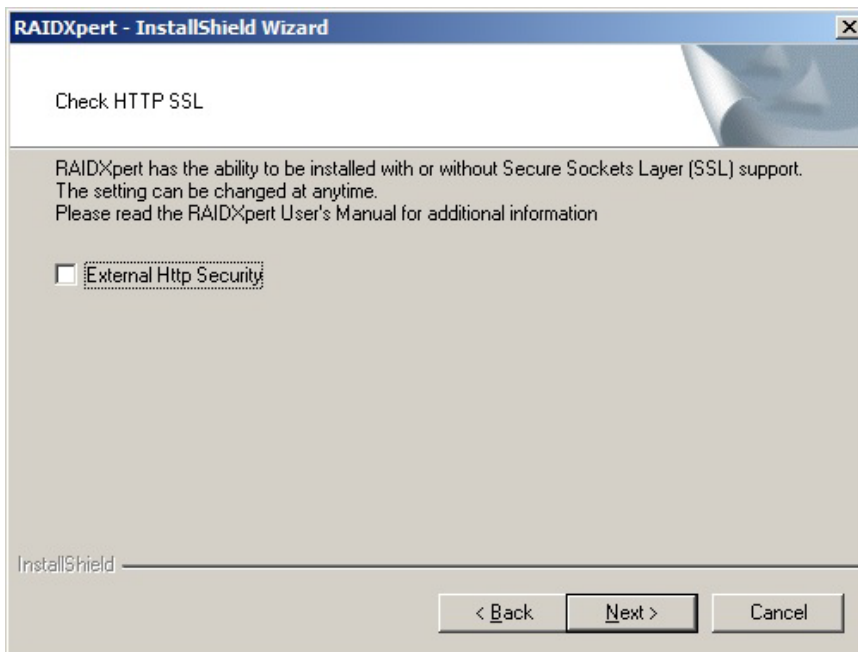 RAIDXpert - InstallShield Wizard
Check HTTP SSL
RAIDXpert has the ability to be installed with or without Secure Sockets Layer (SSL) support.
The setting can be changed at anytime.
Please read the RAIDXpert User's Manual for additional information
External Http Security
InstallShield
< Back
Next >
Cancel